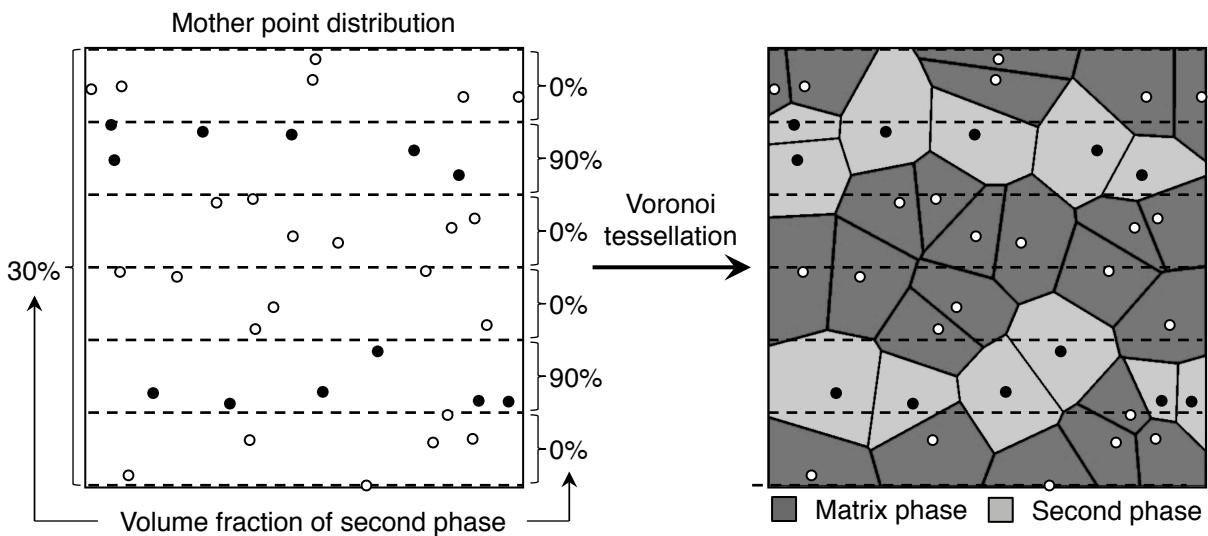 Mother point distribution
0%
90%
0%
30%
0%
90%
0%
Volume fraction of second phase
Voronoi
tessellation
Matrix phase
Second phase